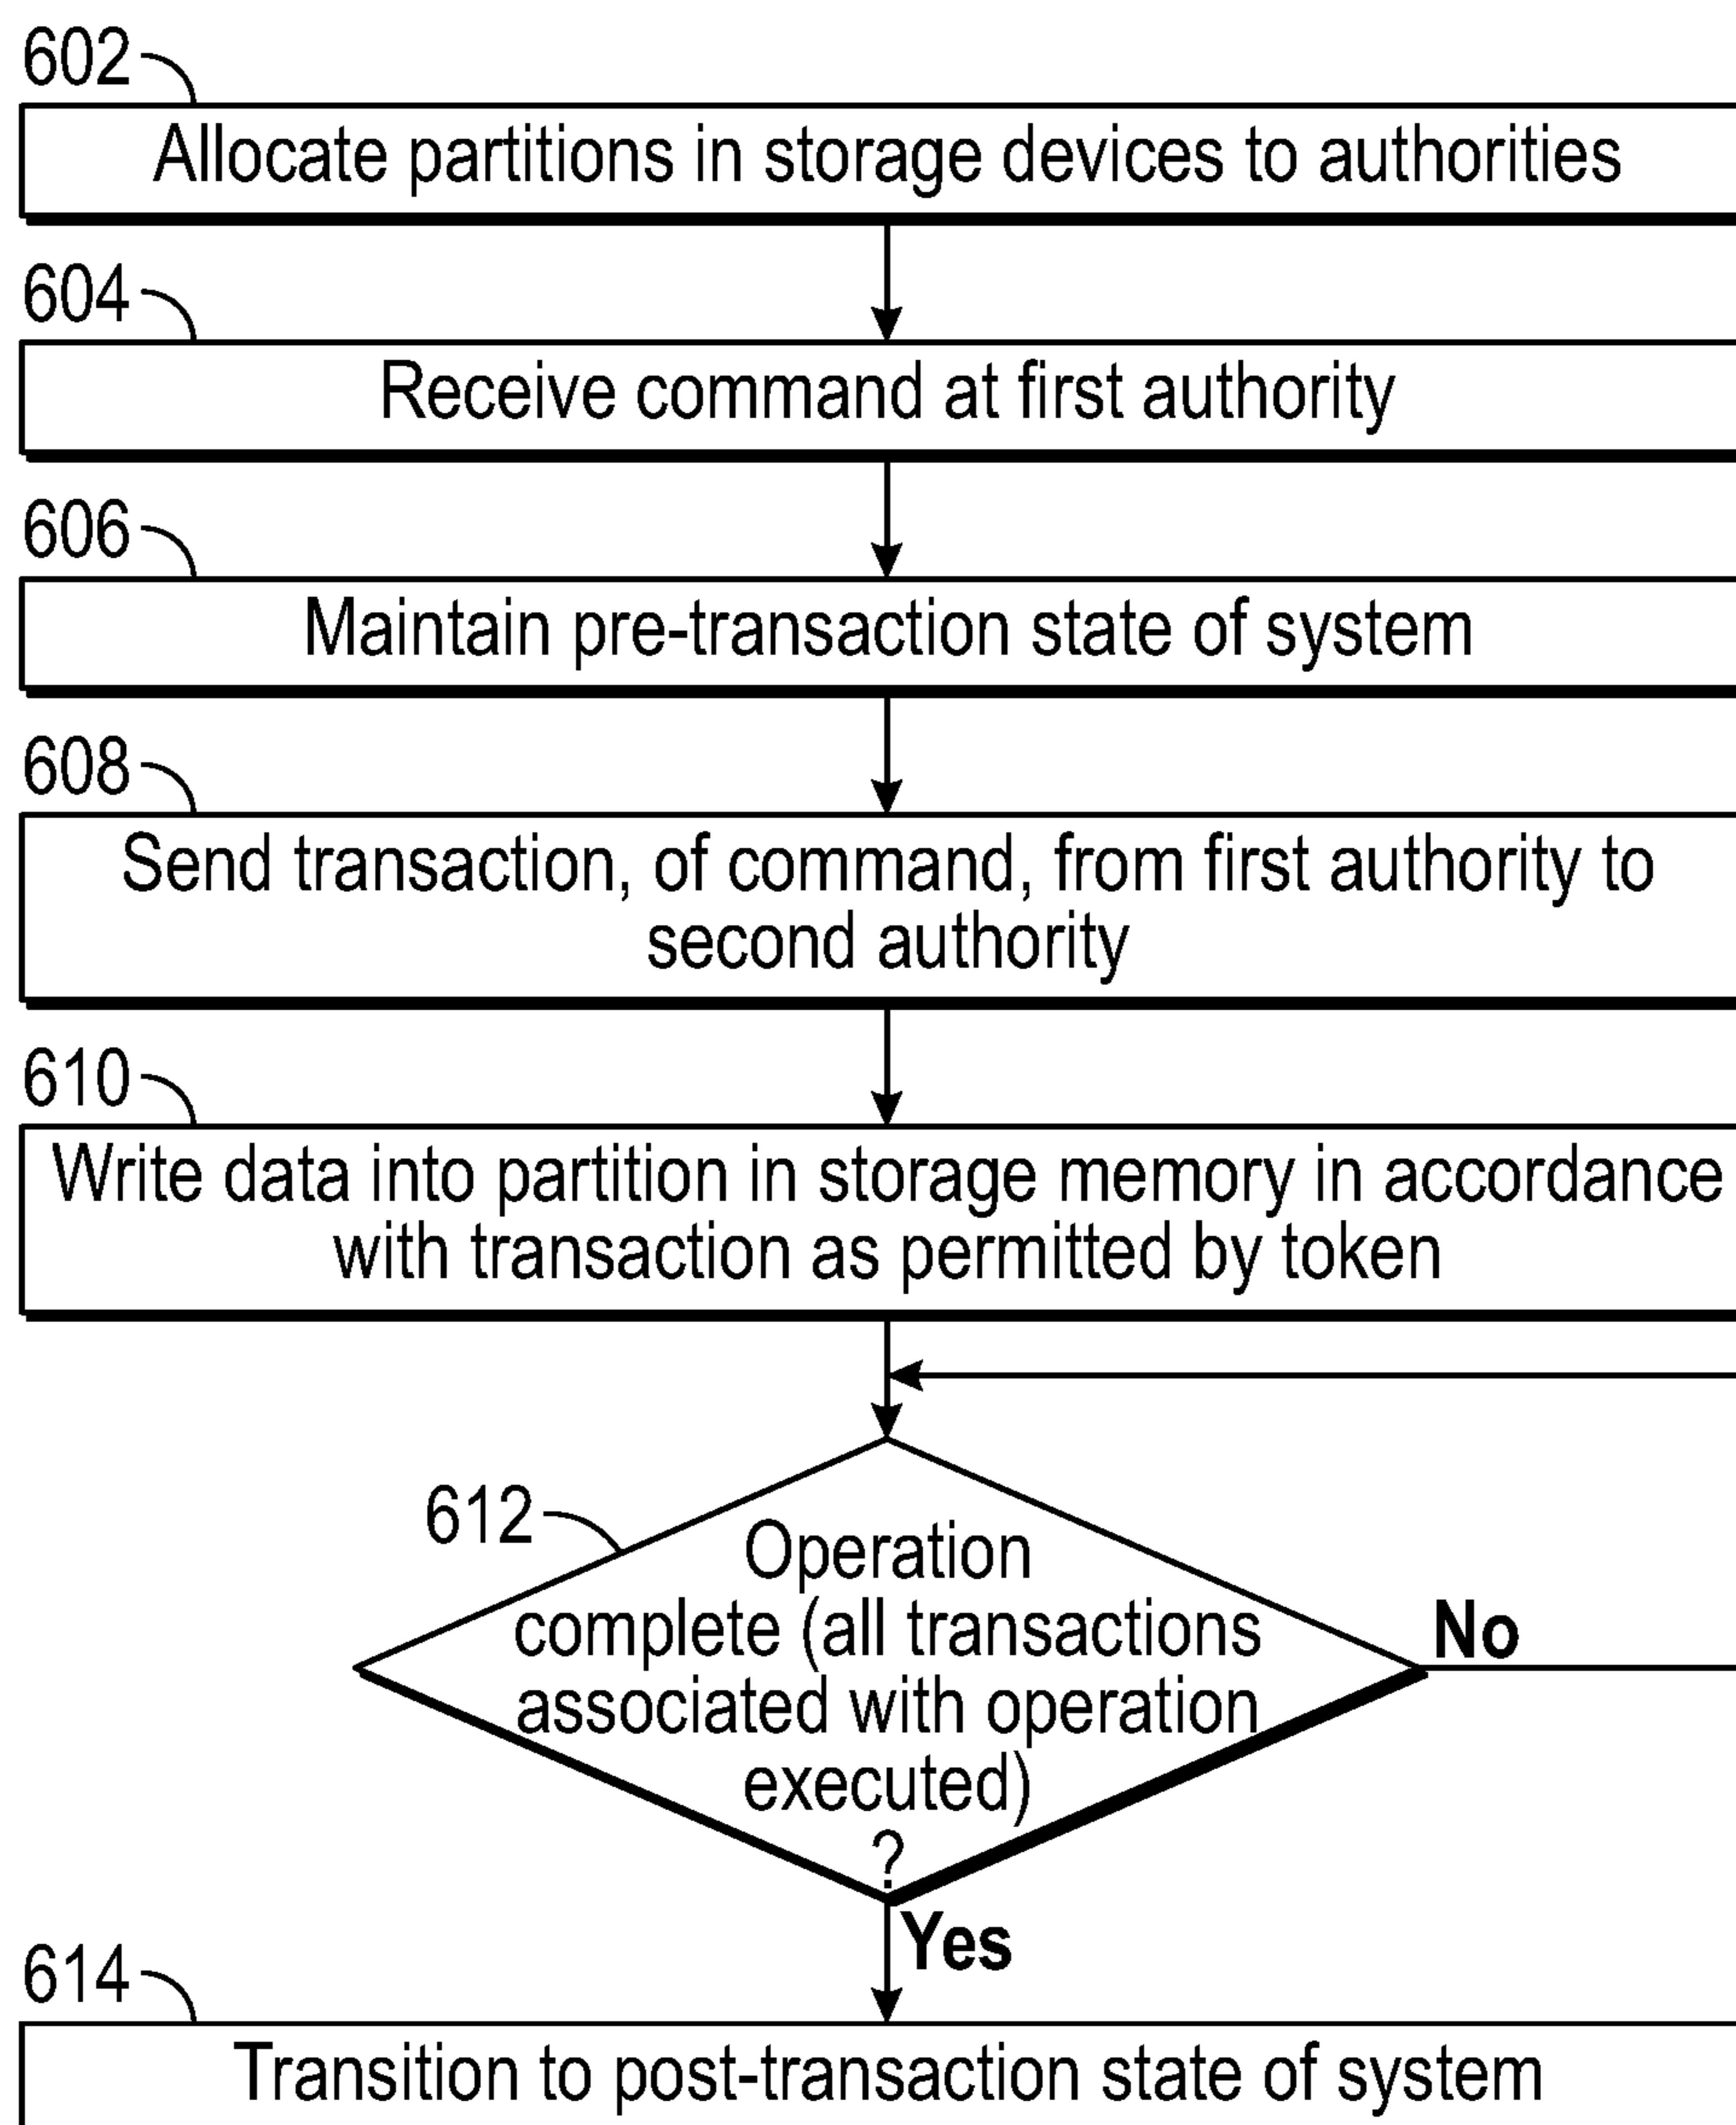 602
Allocate partitions in storage devices to authorities
604
Receive command at first authority
606
Maintain pre-transaction state of system
608
Send transaction, of command, from first authority to
second authority
610
Write data into partition in storage memory in accordance
with transaction as permitted by token
612
Operation
complete (all transactions
associated with operation
executed)
?
No
Yes
614
Transition to post-transaction state of system